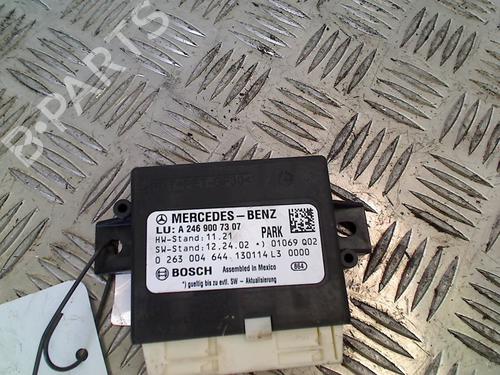 B-PARTS
MERCEDES-BENZ
LU: A 246 900 73 07
PARK
HW-Stand: 11.21
SW-Stand: 12.24.02 *) 01069 Q02
0 263 004 644 130114 L3 0000
BOSCH Assembled in Mexico 864
*) gueltig bis zu evtl. SW - Aktualisierung